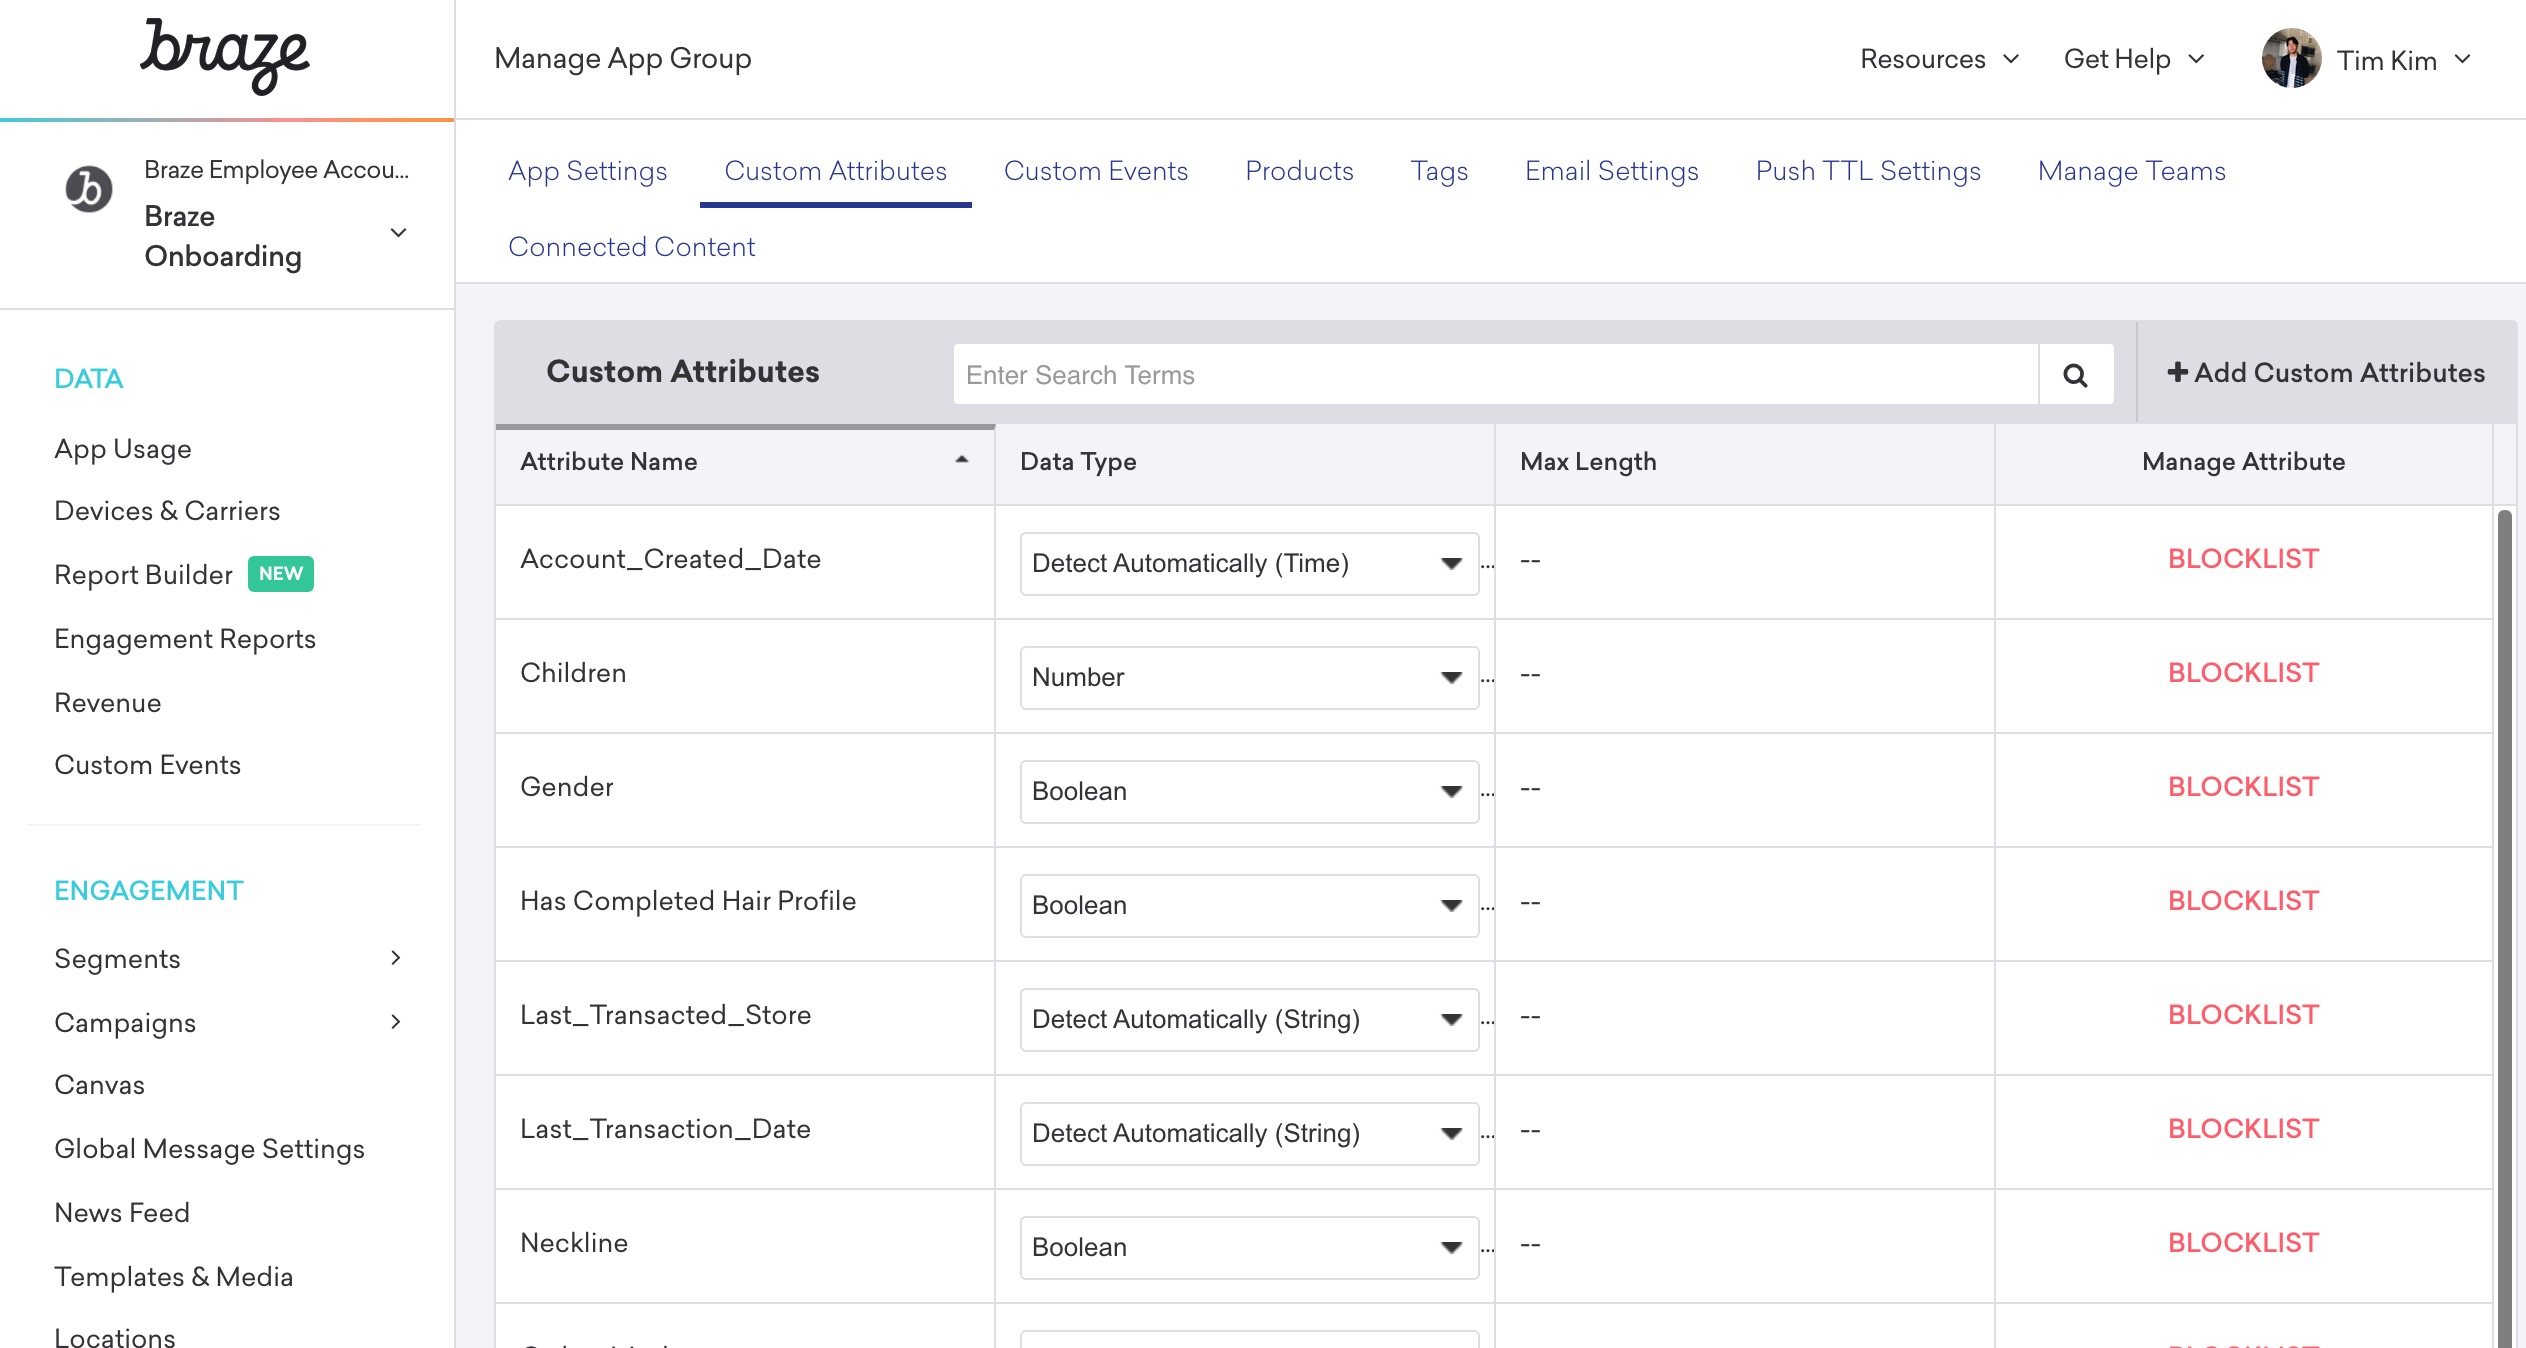 braze
Manage App Group
Resources
Get Help
Tim Kim
Braze Employee Accou...
Braze
Onboarding
App Settings
Custom Attributes
Custom Events
Products
Tags
Email Settings
Push TTL Settings
Manage Teams
Connected Content
DATA
App Usage
Devices & Carriers
Report Builder NEW
Engagement Reports
Revenue
Custom Events
ENGAGEMENT
Segments
Campaigns
Canvas
Global Message Settings
News Feed
Templates & Media
Locations
Custom Attributes
Enter Search Terms
+ Add Custom Attributes
Attribute Name Data Type Max Length Manage Attribute
Account_Created_Date Detect Automatically (Time) ... -- BLOCKLIST
Children Number ... -- BLOCKLIST
Gender Boolean ... -- BLOCKLIST
Has Completed Hair Profile Boolean ... -- BLOCKLIST
Last_Transacted_Store Detect Automatically (String) ... -- BLOCKLIST
Last_Transaction_Date Detect Automatically (String) ... -- BLOCKLIST
Neckline Boolean ... -- BLOCKLIST